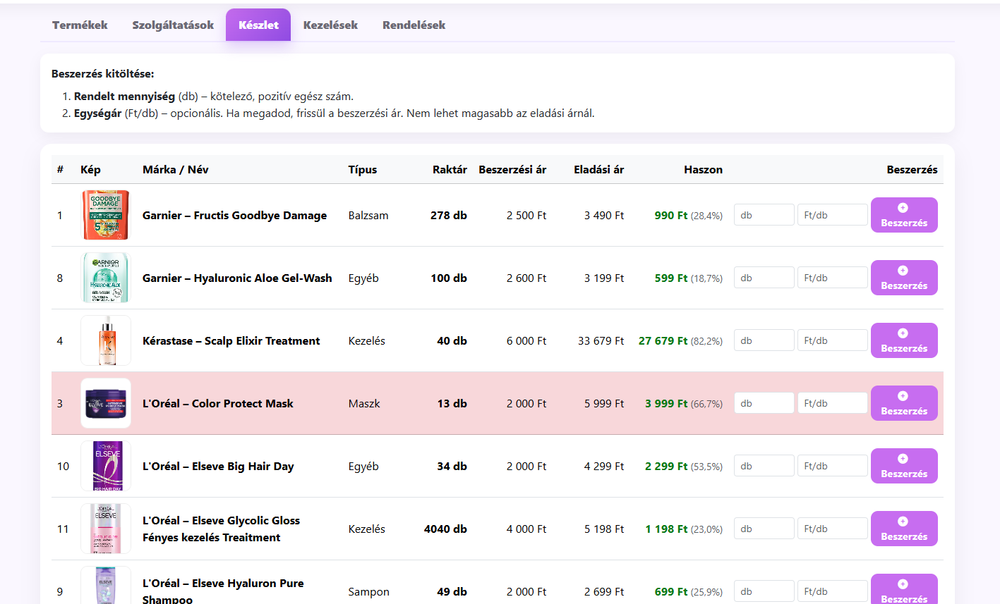 Termékek Szolgáltatások Készlet Kezelések Rendelések
Beszerzés kitöltése:
1. Rendelt mennyiség (db) – kötelező, pozitív egész szám.
2. Egységár (Ft/db) – opcionális. Ha megadod, frissül a beszerzési ár. Nem lehet magasabb az eladási árnál.
# Kép Márka / Név Típus Raktár Beszerzési ár Eladási ár Haszon Beszerzés
GOODBYE
DAMAGE
1 Garnier – Fructis Goodbye Damage Balzsam 278 db 2 500 Ft 3 490 Ft 990 Ft (28,4%) db Ft/db Beszerzés
GARNIER
HYALURONIC ALOE
GEL-WASH
8 Garnier – Hyaluronic Aloe Gel-Wash Egyéb 100 db 2 600 Ft 3 199 Ft 599 Ft (18,7%) db Ft/db Beszerzés
4 Kérastase – Scalp Elixir Treatment Kezelés 40 db 6 000 Ft 33 679 Ft 27 679 Ft (82,2%) db Ft/db Beszerzés
ELVIVE
3 L'Oréal – Color Protect Mask Maszk 13 db 2 000 Ft 5 999 Ft 3 999 Ft (66,7%) db Ft/db Beszerzés
L'ORÉAL
ELSEVE
BIG HAIR DAY
10 L'Oréal – Elseve Big Hair Day Egyéb 34 db 2 000 Ft 4 299 Ft 2 299 Ft (53,5%) db Ft/db Beszerzés
L'ORÉAL
ELSEVE
GLYCOLIC GLOSS
11 L'Oréal – Elseve Glycolic Gloss Fényes kezelés Treaitment Kezelés 4040 db 4 000 Ft 5 198 Ft 1 198 Ft (23,0%) db Ft/db Beszerzés
ELSEVE
9 L'Oréal – Elseve Hyaluron Pure Shampoo Sampon 49 db 2 000 Ft 2 699 Ft 699 Ft (25,9%) db Ft/db Beszerzés